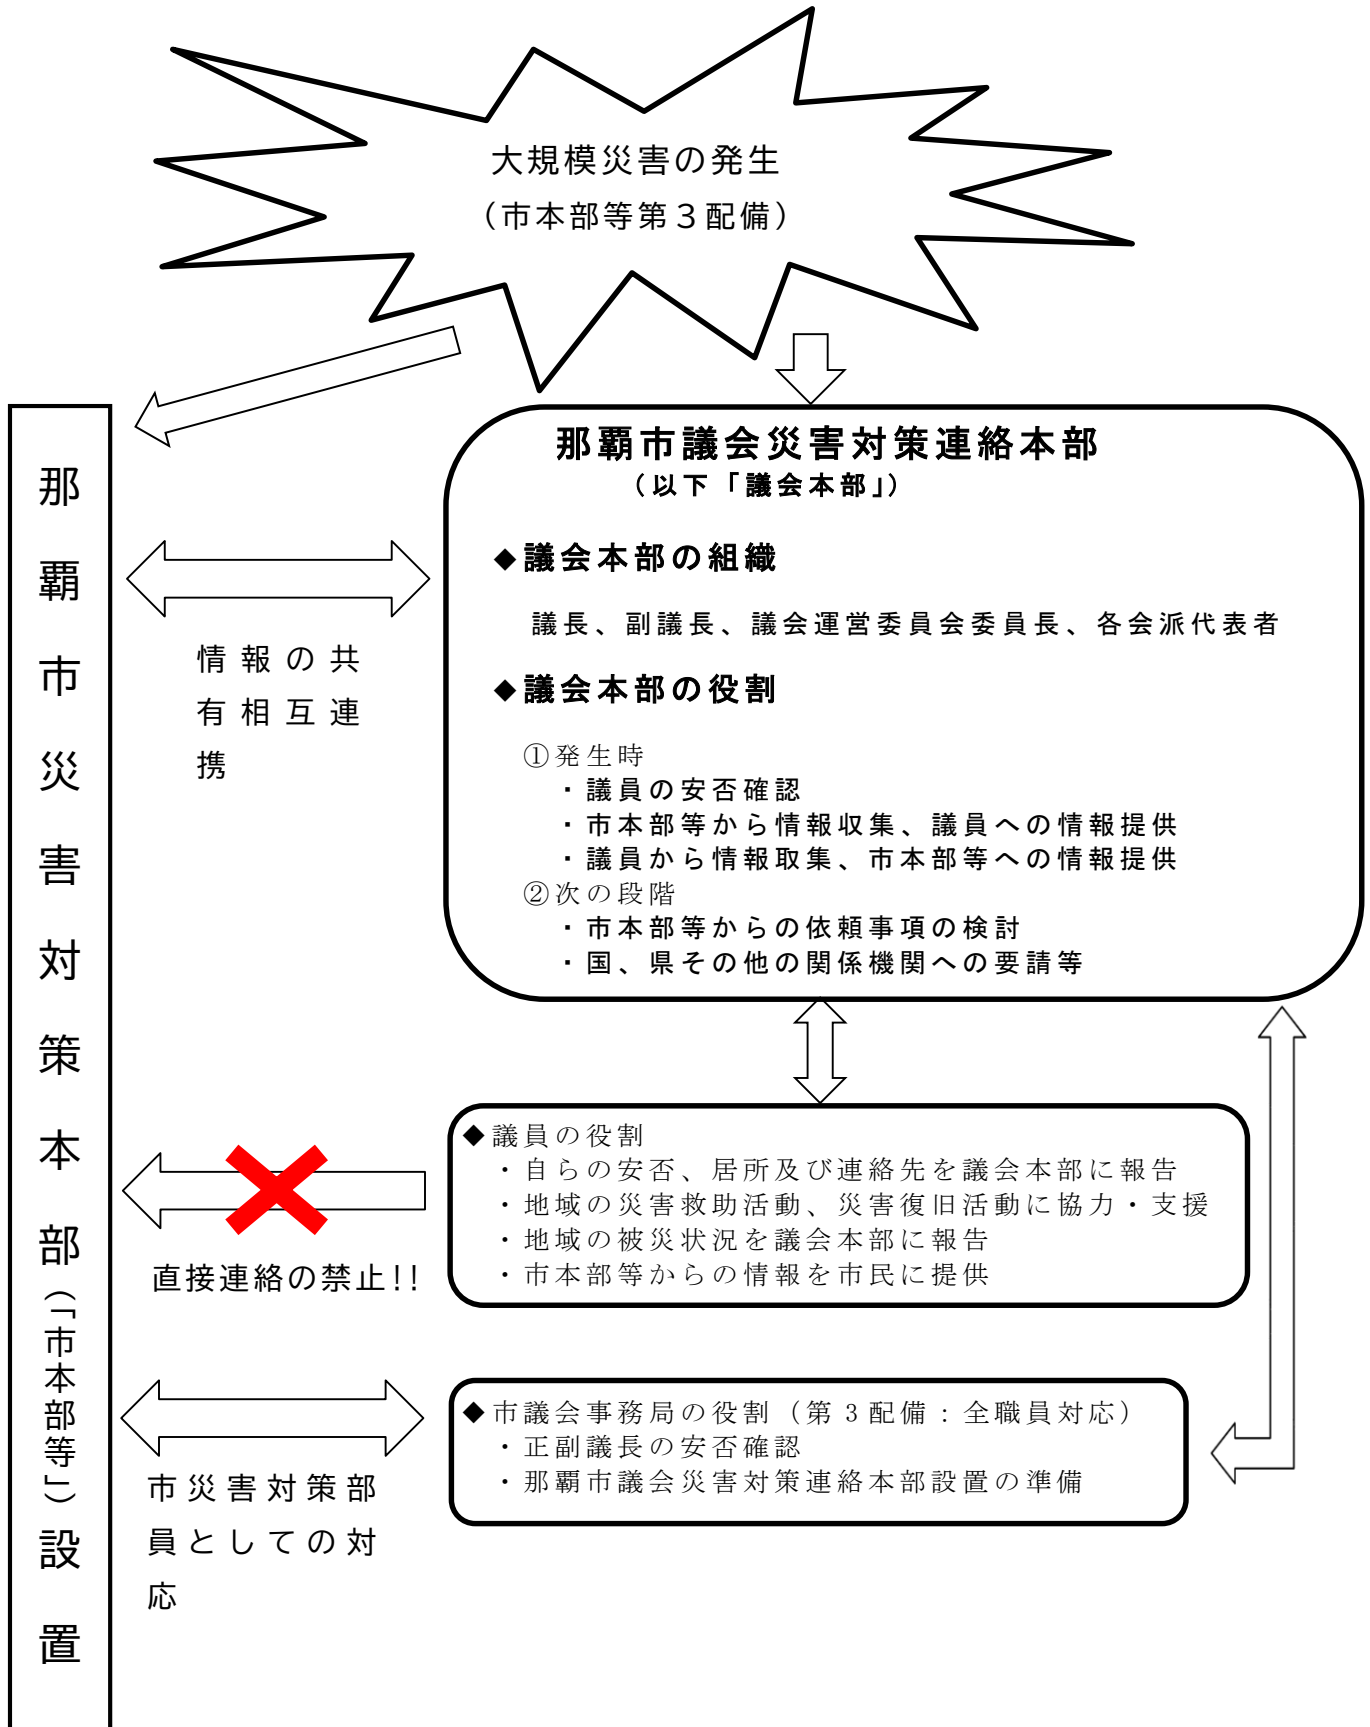 大規模災害の発生
（市本部等第３配備）
那覇市災害対策本部（「市本部等」）設置
那覇市議会災害対策連絡本部
（以下「議会本部」）
◆議会本部の組織
議長、副議長、議会運営委員会委員長、各会派代表者
◆議会本部の役割
①発生時
・議員の安否確認
・市本部等から情報収集、議員への情報提供
・議員から情報取集、市本部等への情報提供
②次の段階
・市本部等からの依頼事項の検討
・国、県その他の関係機関への要請等
情報の共
有相互連
携
◆議員の役割
・自らの安否、居所及び連絡先を議会本部に報告
・地域の災害救助活動、災害復旧活動に協力・支援
・地域の被災状況を議会本部に報告
・市本部等からの情報を市民に提供
直接連絡の禁止!!
◆市議会事務局の役割（第３配備：全職員対応）
・正副議長の安否確認
・那覇市議会災害対策連絡本部設置の準備
市災害対策部
員としての対
応